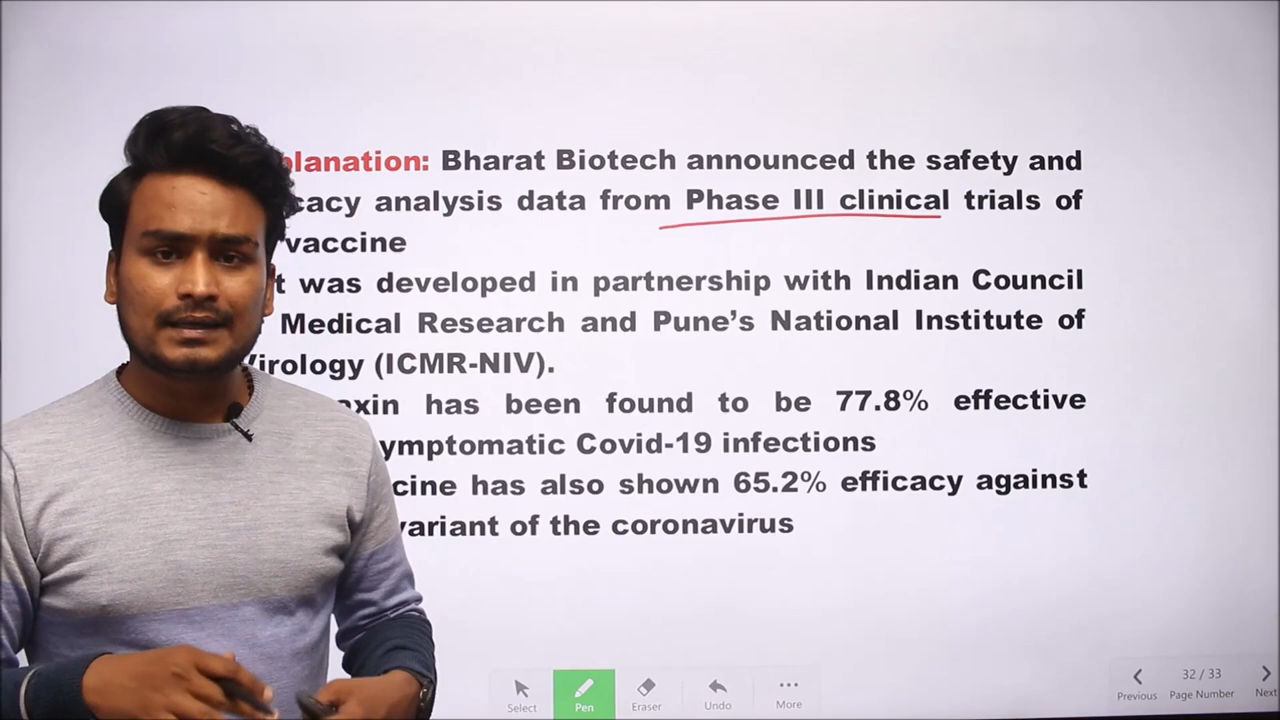 planation: Bharat Biotech announced the safety and
cacy analysis data from Phase III clinical trials of
vaccine
t was developed in partnership with Indian Council
Medical Research and Pune’s National Institute of
Virology (ICMR-NIV).
axin has been found to be 77.8% effective
ymptomatic Covid-19 infections
cine has also shown 65.2% efficacy against
variant of the coronavirus
Select Pen Eraser Undo More
Previous 32 / 33 Page Number Next